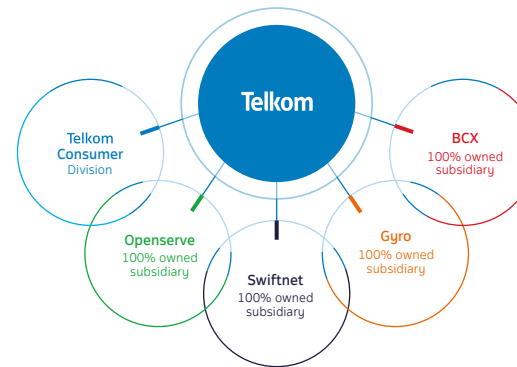 Telkom
Telkom
Consumer
Division
BCX
100% owned
subsidiary
Openserve
100% owned
subsidiary
Gyro
100% owned
subsidiary
Swiftnet
100% owned
subsidiary